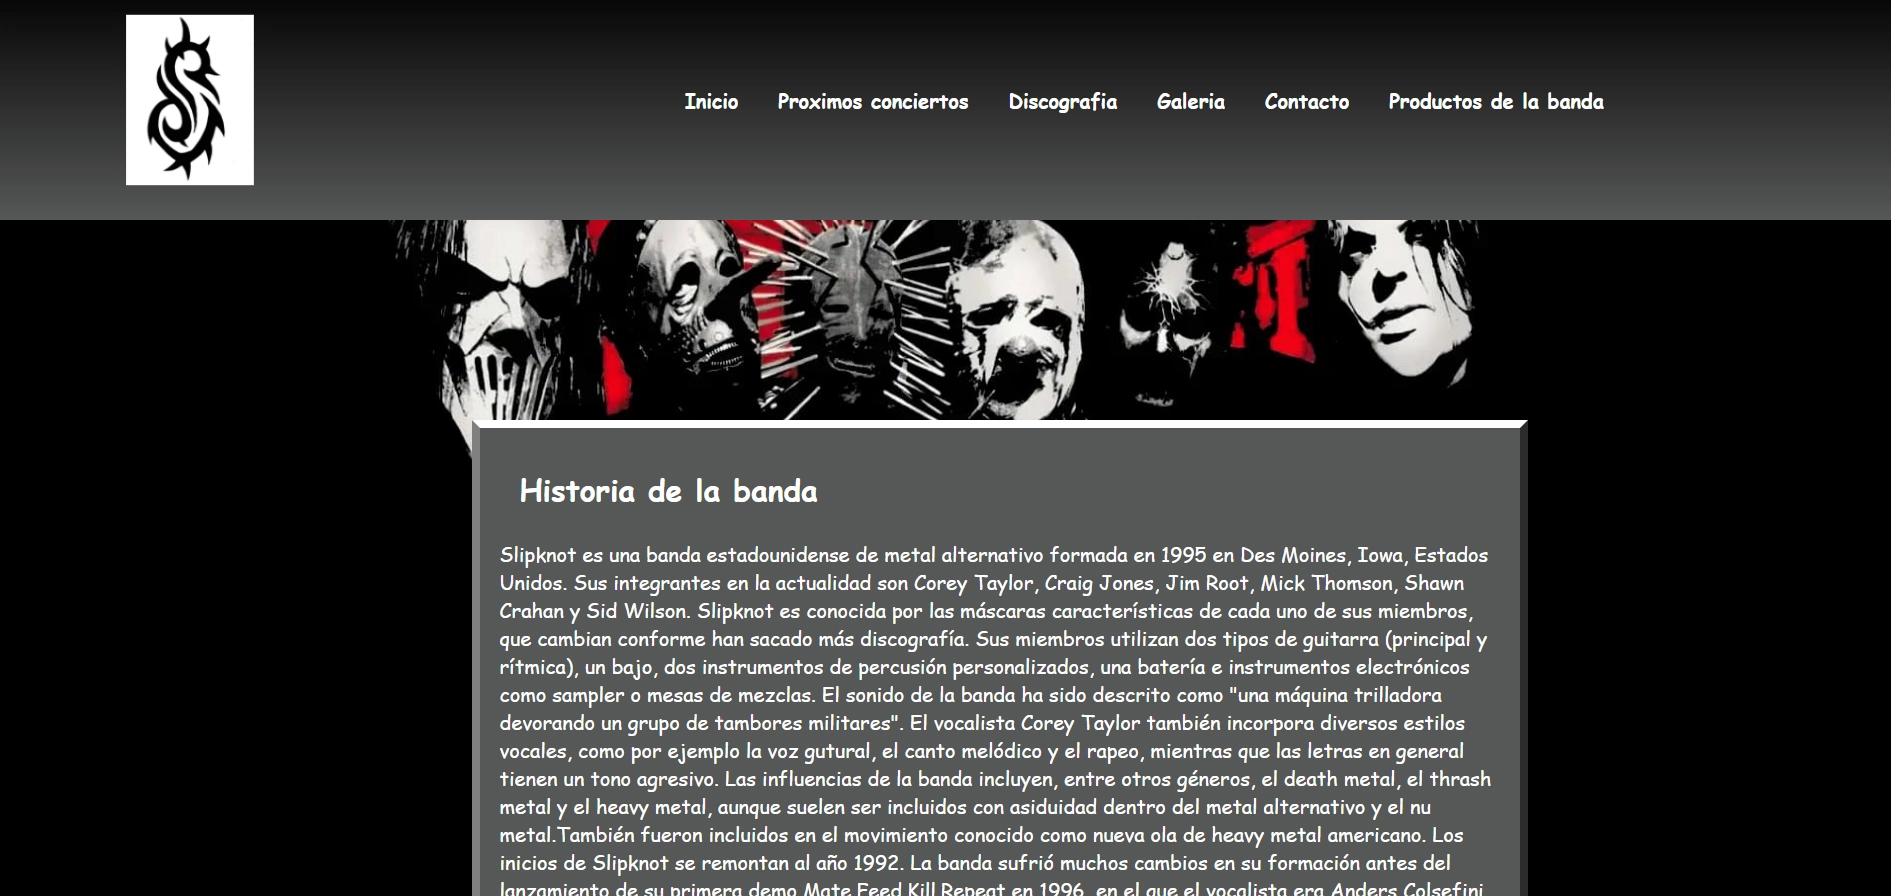 Inicio Proximos conciertos Discografia Galeria Contacto Productos de la banda
Historia de la banda
Slipknot es una banda estadounidense de metal alternativo formada en 1995 en Des Moines, Iowa, Estados
Unidos. Sus integrantes en la actualidad son Corey Taylor, Craig Jones, Jim Root, Mick Thomson, Shawn
Crahan y Sid Wilson. Slipknot es conocida por las máscaras características de cada uno de sus miembros,
que cambian conforme han sacado más discografía. Sus miembros utilizan dos tipos de guitarra (principal y
rítmica), un bajo, dos instrumentos de percusión personalizados, una batería e instrumentos electrónicos
como sampler o mesas de mezclas. El sonido de la banda ha sido descrito como "una máquina trilladora
devorando un grupo de tambores militares". El vocalista Corey Taylor también incorpora diversos estilos
vocales, como por ejemplo la voz gutural, el canto melódico y el rapeo, mientras que las letras en general
tienen un tono agresivo. Las influencias de la banda incluyen, entre otros géneros, el death metal, el thrash
metal y el heavy metal, aunque suelen ser incluidos con asiduidad dentro del metal alternativo y el nu
metal.También fueron incluidos en el movimiento conocido como nueva ola de heavy metal americano. Los
inicios de Slipknot se remontan al año 1992. La banda sufrió muchos cambios en su formación antes del
lanzamiento de su primera demo Mate Feed Kill Repeat en 1996, en el que el vocalista era Anders Colsefini